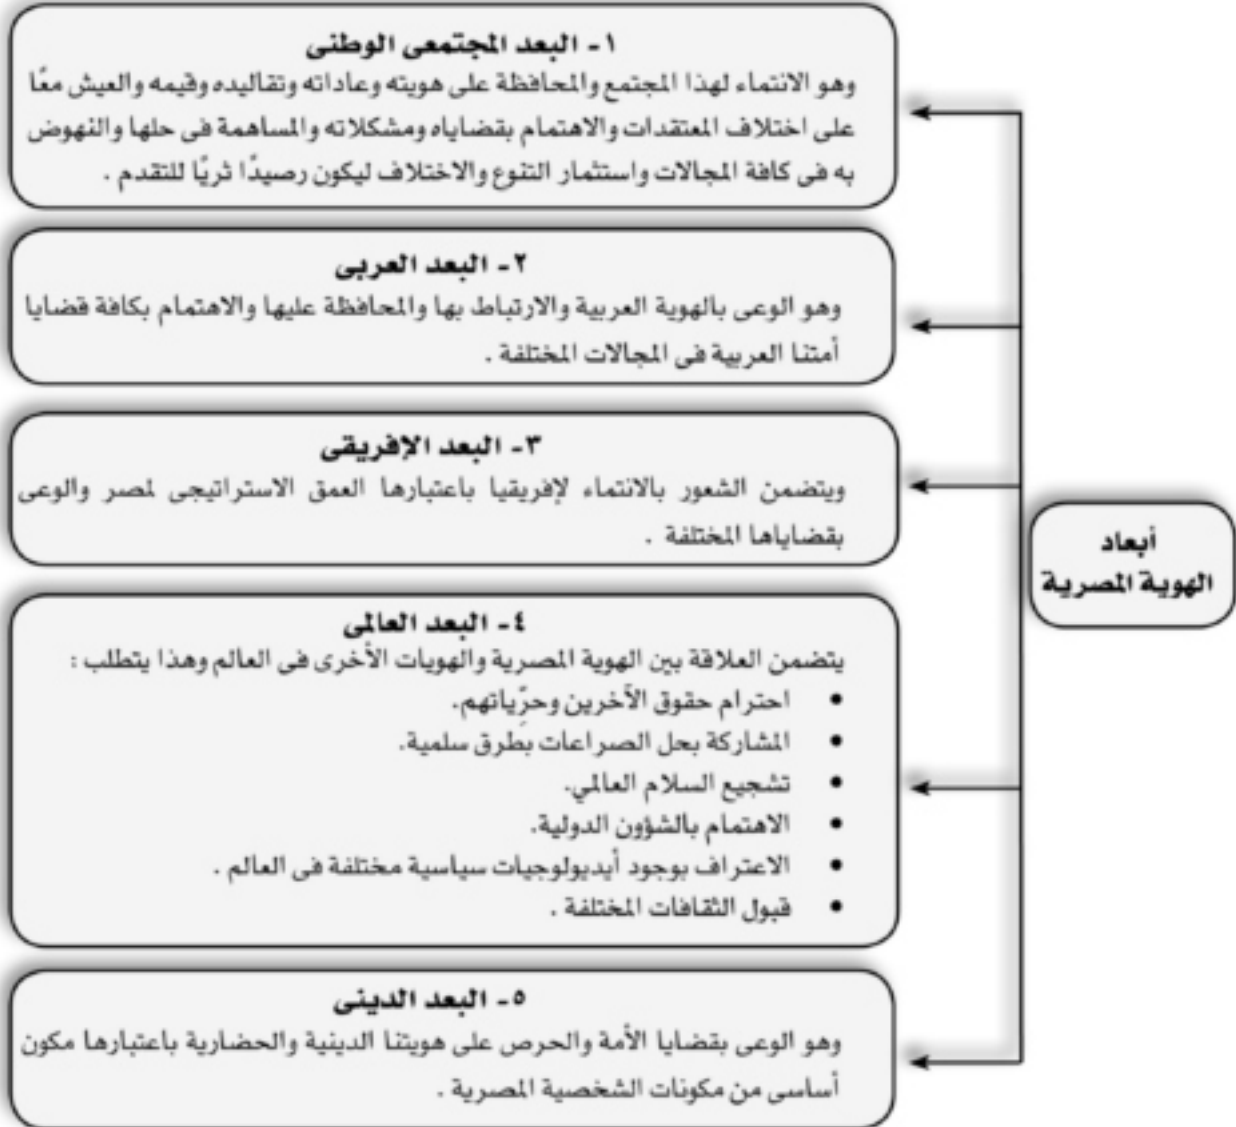 أبعاد
الهوية المصرية
١- البعد المجتمعى الوطنى
وهو الانتماء لهذا المجتمع والمحافظة على هويته وعاداته وتقاليده وقيمه والعيش معًا
على اختلاف المعتقدات والاهتمام بقضاياه ومشكلاته والمساهمة فى حلها والنهوض
به فى كافة المجالات واستثمار التنوع والاختلاف ليكون رصيدًا ثريًا للتقدم .
٢- البعد العربى
وهو الوعى بالهوية العربية والارتباط بها والمحافظة عليها والاهتمام بكافة قضايا
أمتنا العربية فى المجالات المختلفة .
٣- البعد الإفريقى
ويتضمن الشعور بالانتماء لإفريقيا باعتبارها العمق الاستراتيجى لمصر والوعى
بقضاياها المختلفة .
٤- البعد العالمى
يتضمن العلاقة بين الهوية المصرية والهويات الأخرى فى العالم وهذا يتطلب :
• احترام حقوق الآخرين وحرّياتهم.
• المشاركة بحل الصراعات بَطرق سلمية.
• تشجيع السلام العالمي.
• الاهتمام بالشؤون الدولية.
• الاعتراف بوجود أيديولوجيات سياسية مختلفة فى العالم .
• قبول الثقافات المختلفة .
٥- البعد الدينى
وهو الوعى بقضايا الأمة والحرص على هويتنا الدينية والحضارية باعتبارها مكون
أساسى من مكونات الشخصية المصرية .